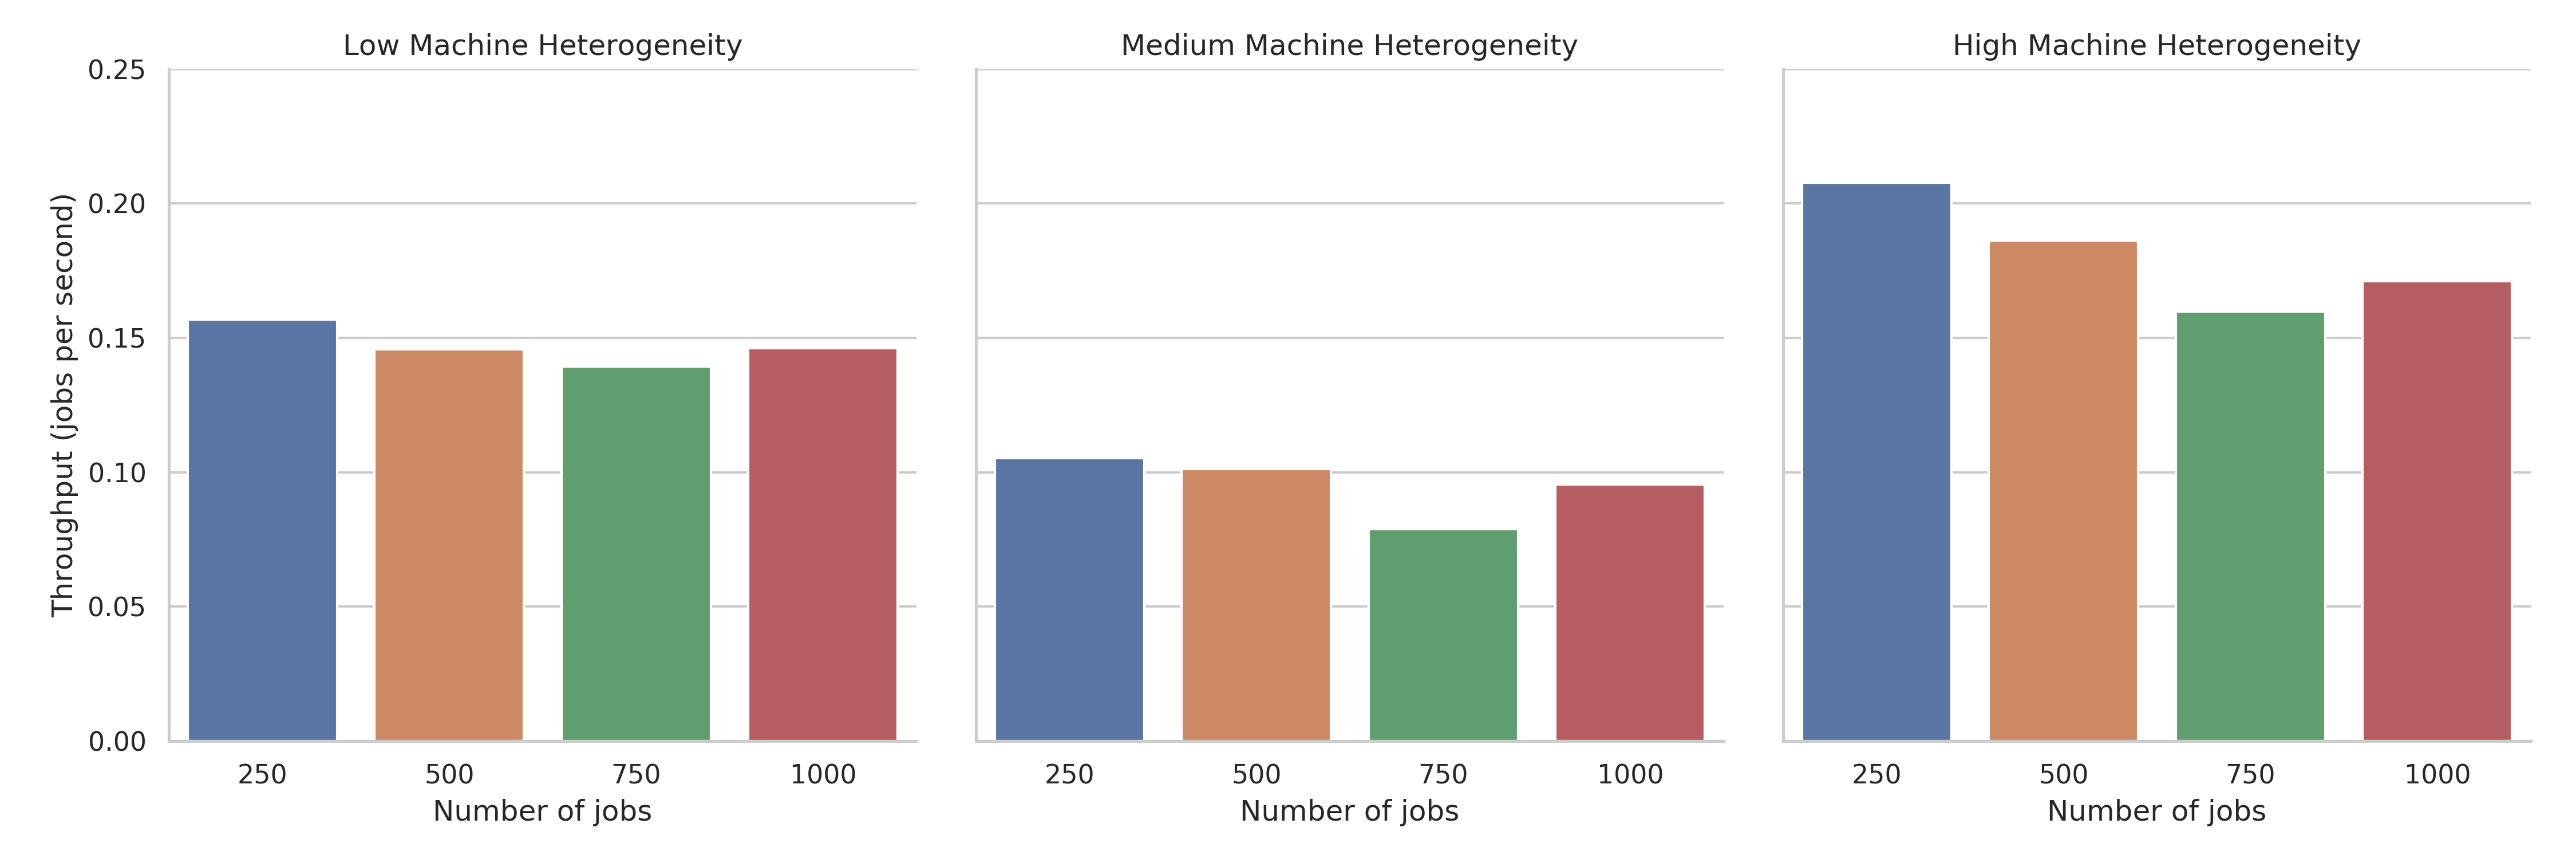 Low Machine Heterogeneity
Medium Machine Heterogeneity
High Machine Heterogeneity
Throughput (jobs per second)
0.25
0.20
0.15
0.10
0.05
0.00
250 500 750 1000
250 500 750 1000
250 500 750 1000
Number of jobs
Number of jobs
Number of jobs